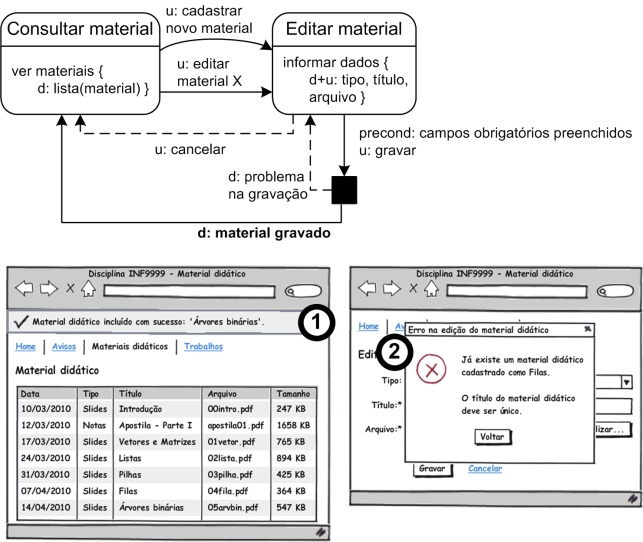 u: cadastrar
novo material
Consultar material
Editar material
ver materiais {
d: lista(material) }
u: editar
material X
informar dados {
d+u: tipo, título,
arquivo }
u: cancelar
precond: campos obrigatórios preenchidos
u: gravar
d: problema
na gravação
d: material gravado
Disciplina INF9999 - Material didático
Material didático incluído com sucesso: 'Árvores binárias'.
1
Home Avisos Materiais didáticos Trabalhos
Material didático
Data Tipo Título Arquivo Tamanho
10/03/2010 Slides Introdução 00intro.pdf 247 KB
12/03/2010 Notas Apostila - Parte I apostila01.pdf 1658 KB
17/03/2010 Slides Vetores e Matrizes 01vetor.pdf 765 KB
24/03/2010 Slides Listas 02lista.pdf 894 KB
31/03/2010 Slides Pilhas 03pilha.pdf 425 KB
07/04/2010 Slides Filas 04fila.pdf 364 KB
14/04/2010 Slides Árvores binárias 05arvbin.pdf 547 KB
Disciplina INF9999 - Material didático
Home Av
Erro na edição do material didático
2
Edi
Já existe um material didático
cadastrado como Filas.
O título do material didático
deve ser único.
Voltar
Tipo:
Título:*
Arquivo:*
lizar...
Gravar Cancelar